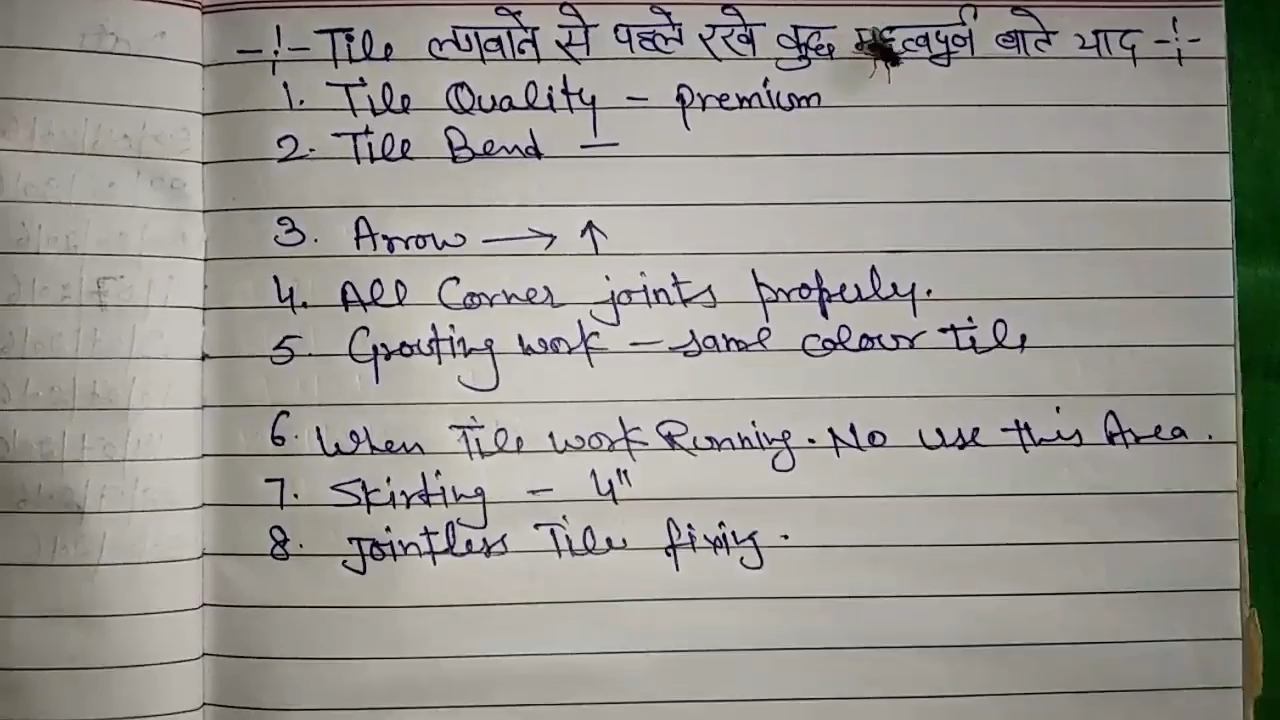 -:- Tile लगवाने से पहले रखे कुछ महत्वपूर्ण बाते याद -:-
1. Tile Quality - premium
2. Tile Bend -
3. Arrow → ↑
4. All Corner joints properly.
5. Grouting work - same colour tile
6. When Tile work Running. No use this Area.
7. Skirting - 4"
8. Jointless Tile fixing.